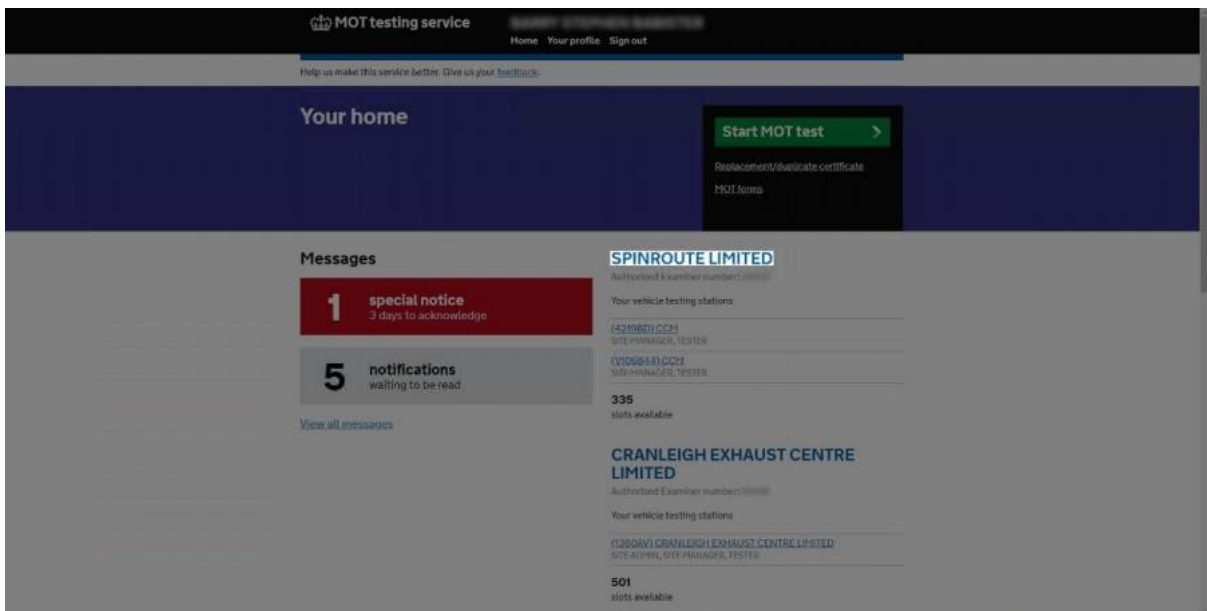 MOT testing service
Home Your profile Sign out
Help us make this service better. Give us your feedback.
Your home
Start MOT test
Replacement/duplicate certificate
MOT forms
Messages
1 special notice
3 days to acknowledge
5 notifications
waiting to be read
View all messages
SPINROUTE LIMITED
Authorised Examiner number:
Your vehicle testing stations
(4219BD) CCM
SITE-MANAGER, TESTER
CCM
SITE-MANAGER, TESTER
335
slots available
CRANLEIGH EXHAUST CENTRE
LIMITED
Authorised Examiner number:
Your vehicle testing stations
CRANLEIGH EXHAUST CENTRE LIMITED
SITE-ADMIN, SITE-MANAGER, TESTER
501
slots available